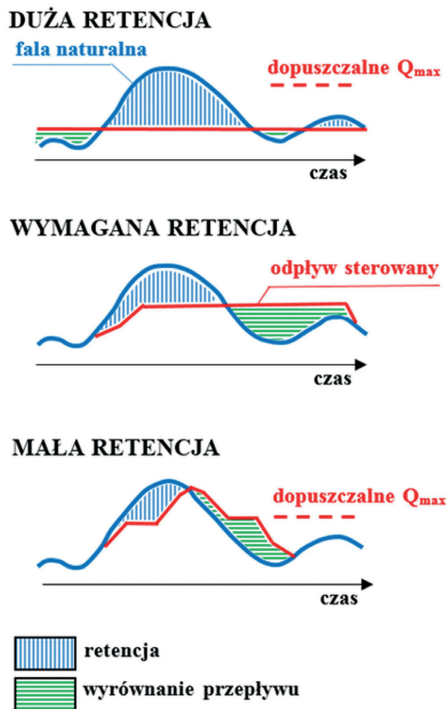 DUŻA RETENCJA
fala naturalna
dopuszczalne Qmax
czas
WYMAGANA RETENCJA
odpływ sterowany
czas
MAŁA RETENCJA
dopuszczalne Qmax
czas
retencja
wyrównanie przepływu